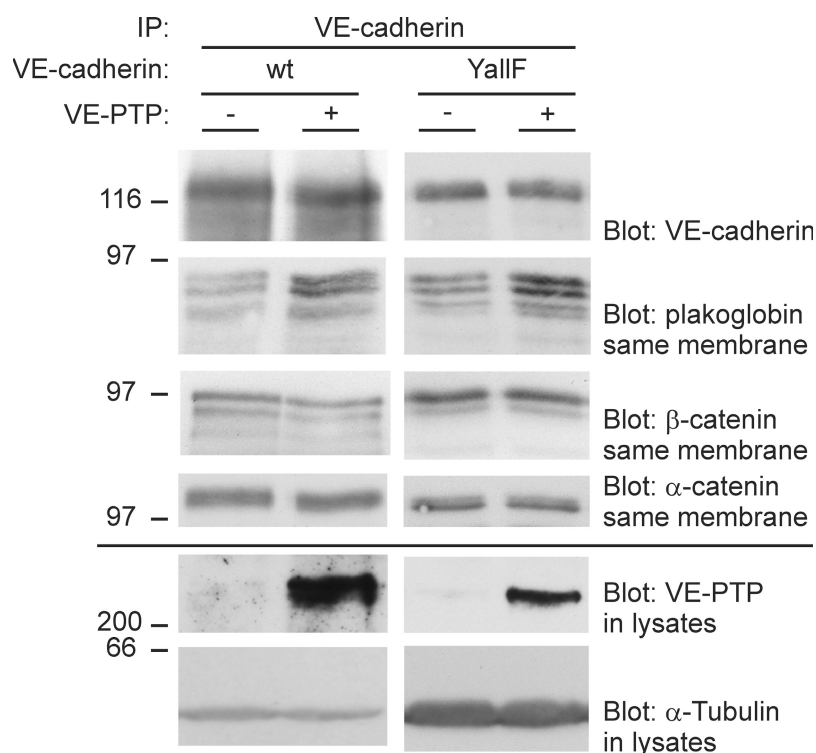 IP: VE-cadherin
VE-cadherin: wt YallF
VE-PTP: - + - +
116
Blot: VE-cadherin
97
Blot: plakoglobin
same membrane
97
Blot: β-catenin
same membrane
Blot: α-catenin
97 same membrane
Blot: VE-PTP
200 in lysates
66
Blot: α-Tubulin
in lysates